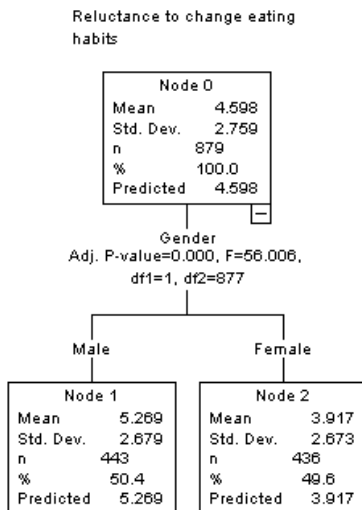 Reluctance to change eating
habits
Node 0
Mean 4.598
Std. Dev. 2.759
n 879
% 100.0
Predicted 4.598
Gender
Adj. P-value=0.000, F=56.006,
df1=1, df2=877
Male
Female
Node 1
Mean 5.269
Std. Dev. 2.679
n 443
% 50.4
Predicted 5.269
Node 2
Mean 3.917
Std. Dev. 2.673
n 436
% 49.6
Predicted 3.917